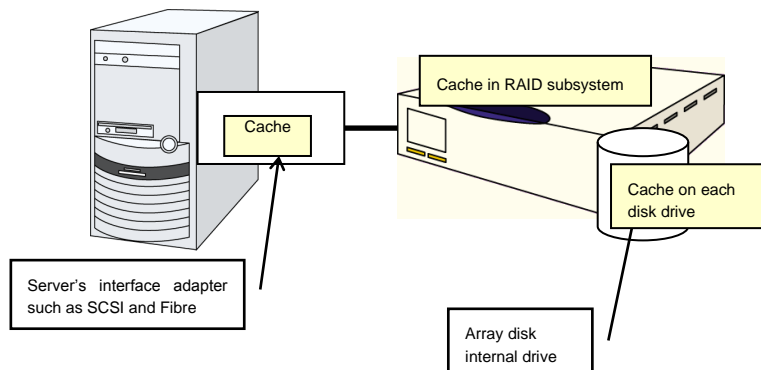 Cache in RAID subsystem
Cache
Cache on each
disk drive
Server's interface adapter
such as SCSI and Fibre
Array disk
internal drive